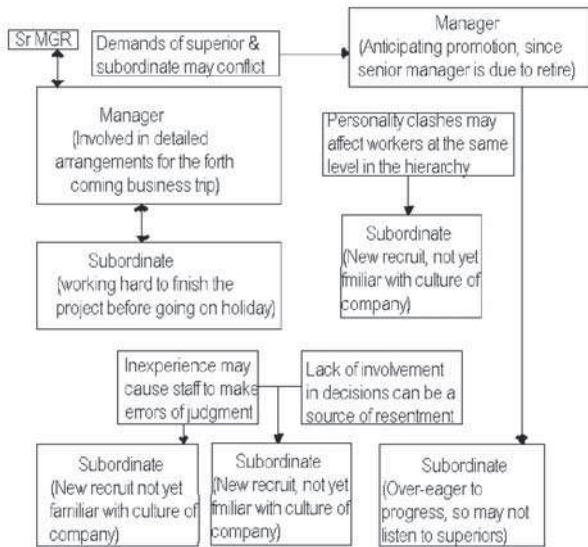 Sr MGR
Demands of superior &
subordinate may conflict
Manager
(Anticipating promotion, since
senior manager is due to retire)
Manager
(Involved in detailed
arrangements for the forth
coming business trip)
Personality clashes may
affect workers at the same
level in the hierarchy
Subordinate
(working hard to finish the
project before going on holiday)
Subordinate
(New recruit, not yet
fmiliar with culture of
company)
Inexperience may
cause staff to make
errors of judgment
Lack of involvement
in decisions can be a
source of resentment
Subordinate
(New recruit not yet
farriliar with culture of
company)
Subordinate
(New recruit, not yet
fmiliar with culture of
company)
Subordinate
(Over-eager to
progress, so may not
listen to superiors)